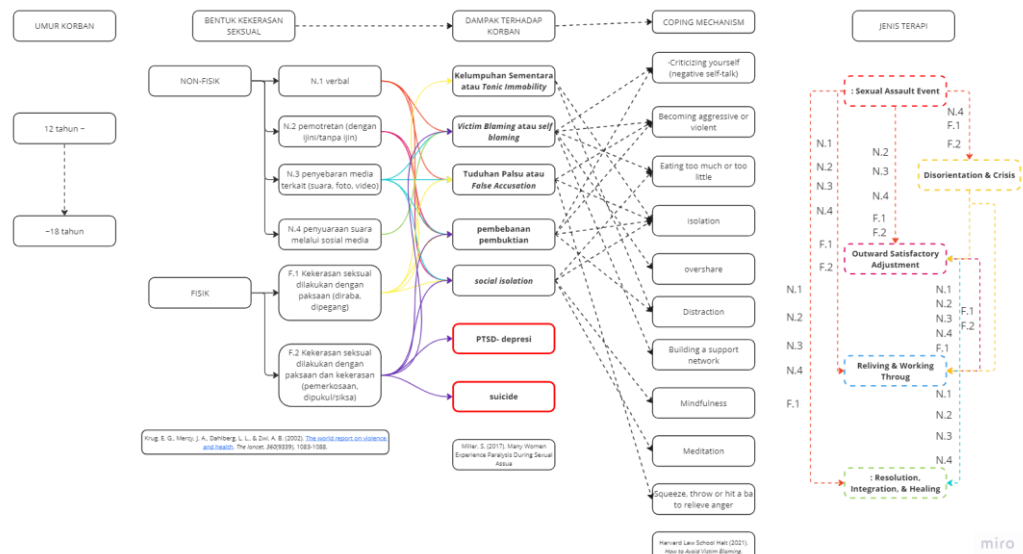 UMUR KORBAN
BENTUK KEKERASAN
SEKSUAL
DAMPAK TERHADAP
KORBAN
COPING MECHANISM
JENIS TERAPI
12 tahun ~
~18 tahun
NON-FISIK
FISIK
N.1 verbal
N.2 pemotretan (dengan
ijini/tanpa ijin)
N.3 penyebaran media
terkait (suara, foto, video)
N.4 penyuaraan suara
melalui sosial media
F.1 Kekerasan seksual
dilakukan dengan
paksaan (diraba,
dipegang)
F.2 Kekerasan seksual
dilakukan dengan
paksaan dan kekerasan
(pemerkosaan,
dipukul/siksa)
Krug, E. G., Mercy, J. A., Dahlberg, L. L., & Zwi, A. B. (2002). The world report on violence
and health. The lancet, 360(9339), 1083-1088.
Kelumpuhan Sementara
atau Tonic Immobility
Victim Blaming atau self
blaming
Tuduhan Palsu atau
False Accusation
pembebanan
pembuktian
social isolation
PTSD- depresi
suicide
Miller, S. (2017). Many Women
Experience Paralysis During Sexual
Assua
-Criticizing yourself
(negative self-talk)
Becoming aggressive or
violent
Eating too much or too
little
isolation
overshare
Distraction
Building a support
network
Mindfulness
Meditation
Squeeze, throw or hit a ba
to relieve anger
Harvard Law School Halt (2021).
How to Avoid Victim Blaming
: Sexual Assault Event
N.4
F.1
F.2
Disorientation & Crisis
N.1
N.2
N.3
N.4
F.1
F.2
N.2
N.3
N.4
F.1
F.2
Outward Satisfactory
Adjustment
N.1
N.2
N.3
N.4
F.1
N.1
N.2
N.3
N.4
F.1
F.1
F.2
Reliving & Working
Throug
N.1
N.2
N.3
N.4
: Resolution,
Integration, & Healing
miro